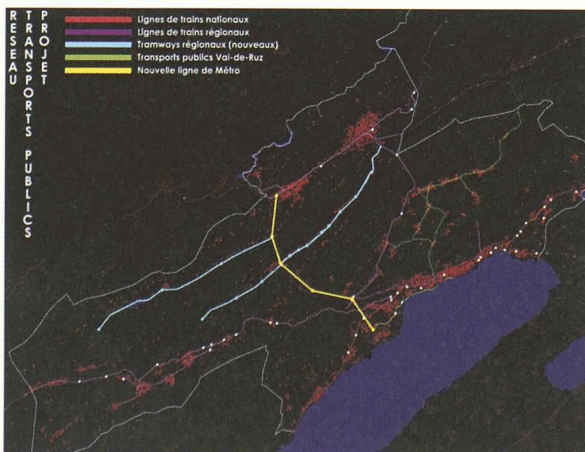 RESEAU
TRANSPORTS PUBLICS
PROJET
Lignes de trains nationaux
Lignes de trains régionaux
Tramways régionaux (nouveaux)
Transports publics Val-de-Ruz
Nouvelle ligne de Métro